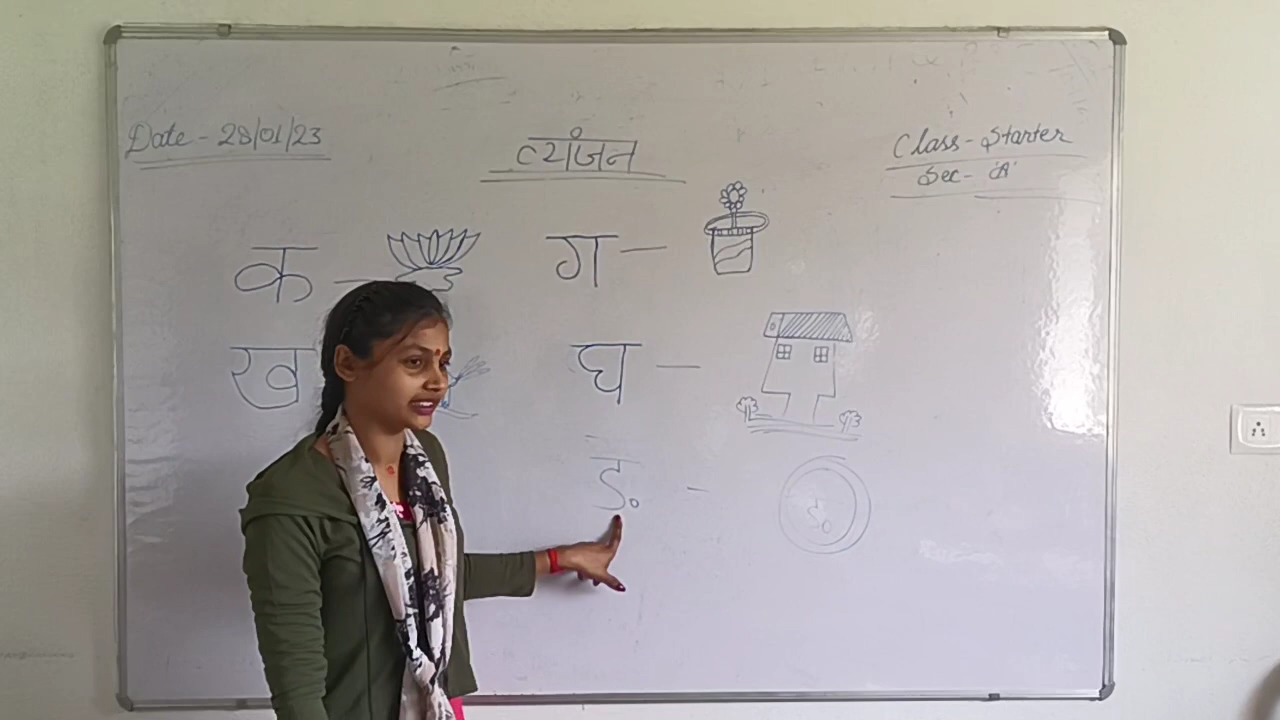 Date - 28/01/23
व्यंजन
Class - Starter
Sec - 'A'
क -
ग -
ख
घ -
ङ -
ङ